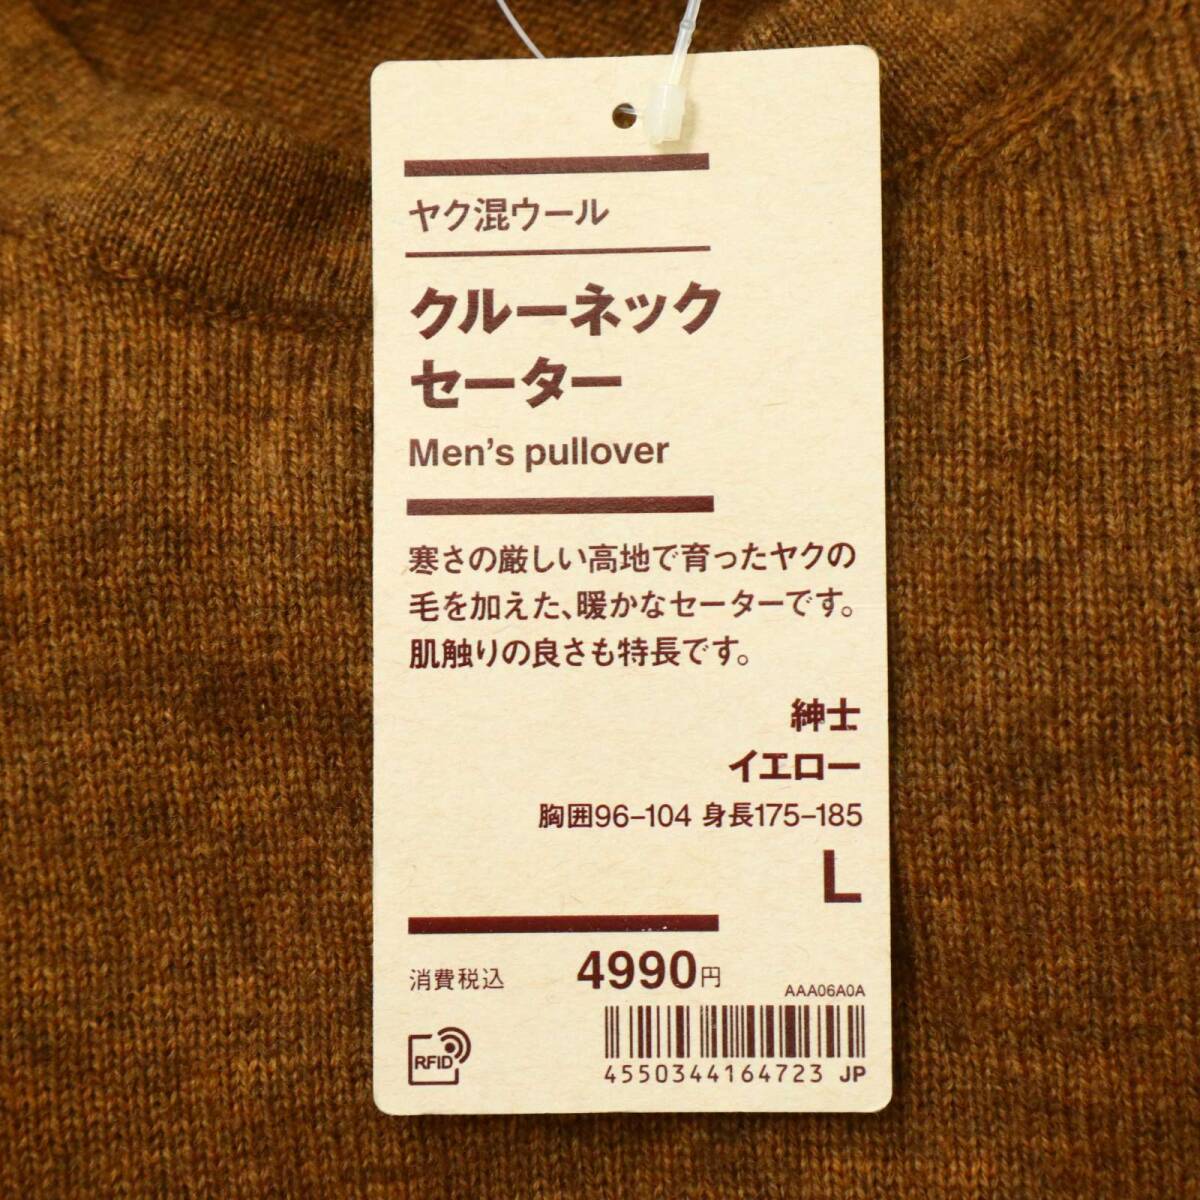 ヤク混ウール
クルーネック
セーター
Men's pullover
寒さの厳しい高地で育ったヤクの
毛を加えた、暖かなセーターです。
肌触りの良さも特長です。
紳士
イエロー
胸囲96–104 身長175–185
L
消費税込 4990円
AAA06A0A
RFID
4550344164723 JP